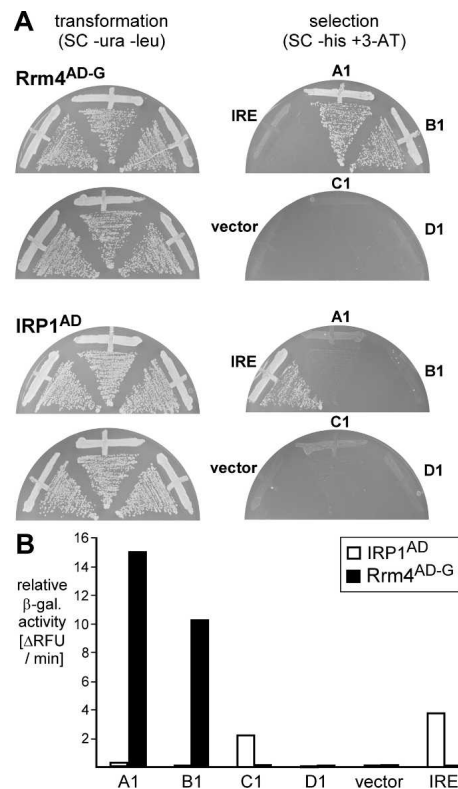 A
transformation
(SC -ura -leu)
selection
(SC -his +3-AT)
Rrm4AD-G
A1
IRE
B1
C1
vector
D1
IRP1AD
A1
IRE
B1
C1
vector
D1
B
relative
β-gal.
activity
[ΔRFU
/ min]
16
14
12
10
8
6
4
2
IRP1AD
Rrm4AD-G
A1 B1 C1 D1 vector IRE